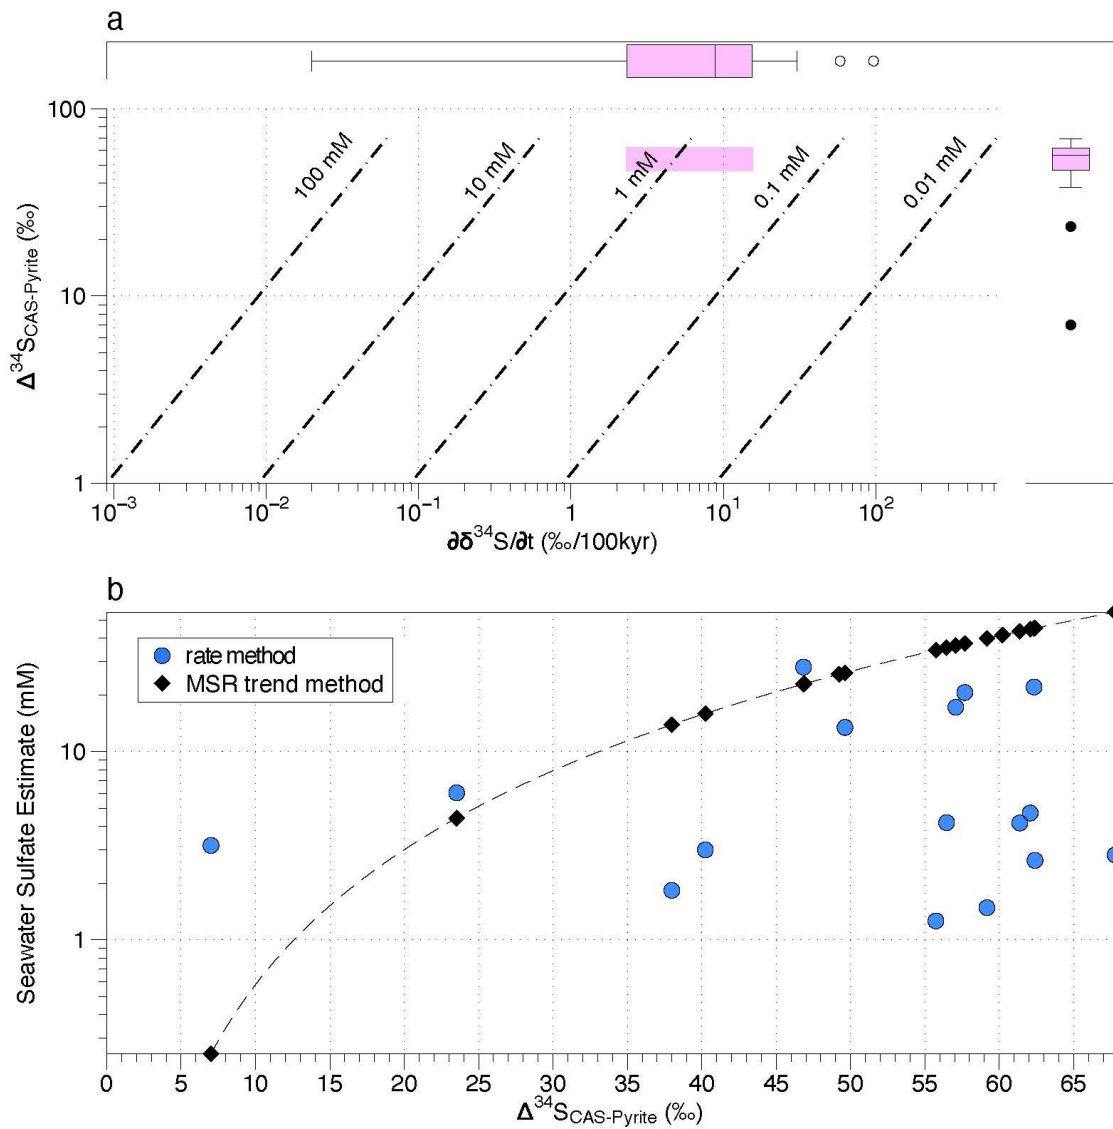 a
100
10
1
Δ³⁴S_CAS-Pyrite (‰)
100 mM
10 mM
1 mM
0.1 mM
0.01 mM
10⁻³ 10⁻² 10⁻¹ 1 10¹ 10²
∂δ³⁴S/∂t (‰/100kyr)
b
rate method
MSR trend method
Seawater Sulfate Estimate (mM)
10
1
0 5 10 15 20 25 30 35 40 45 50 55 60 65
Δ³⁴S_CAS-Pyrite (‰)